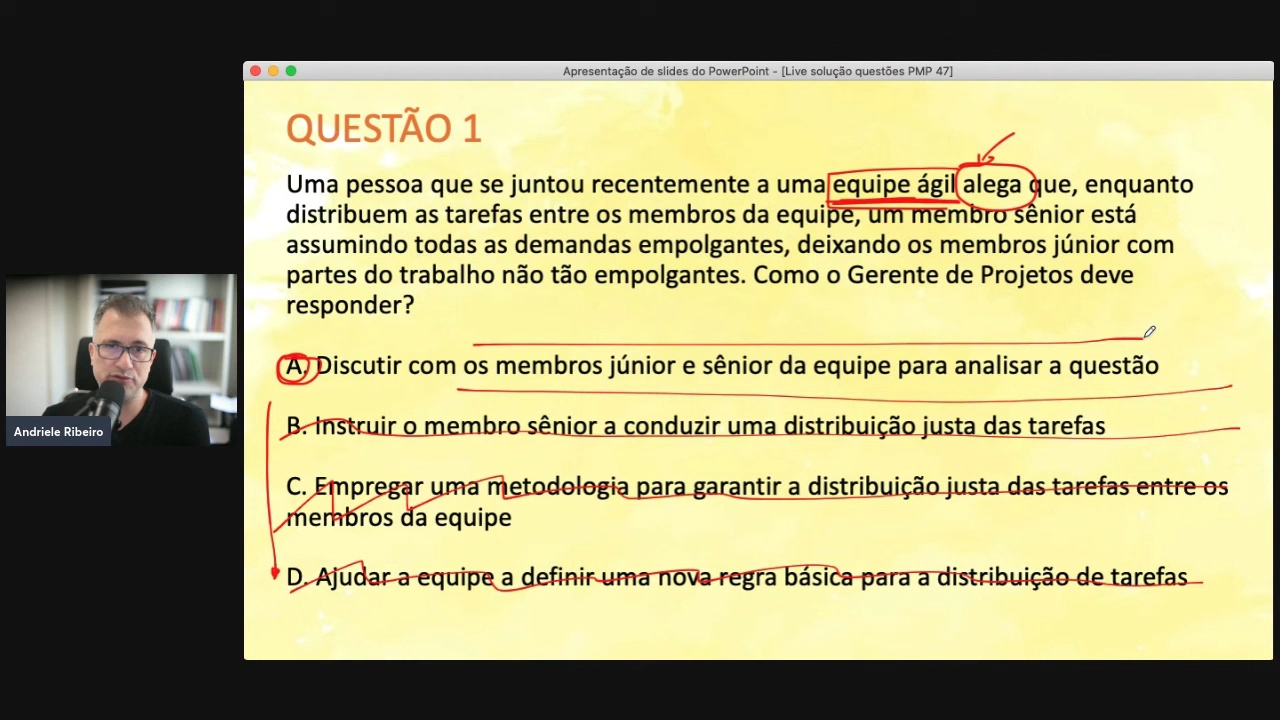 Apresentação de slides do PowerPoint - [Live solução questões PMP 47]
QUESTÃO 1
Uma pessoa que se juntou recentemente a uma equipe ágil alega que, enquanto
distribuem as tarefas entre os membros da equipe, um membro sênior está
assumindo todas as demandas empolgantes, deixando os membros júnior com
partes do trabalho não tão empolgantes. Como o Gerente de Projetos deve
responder?
A. Discutir com os membros júnior e sênior da equipe para analisar a questão
B. Instruir o membro sênior a conduzir uma distribuição justa das tarefas
C. Empregar uma metodologia para garantir a distribuição justa das tarefas entre os
membros da equipe
D. Ajudar a equipe a definir uma nova regra básica para a distribuição de tarefas
Andriele Ribeiro